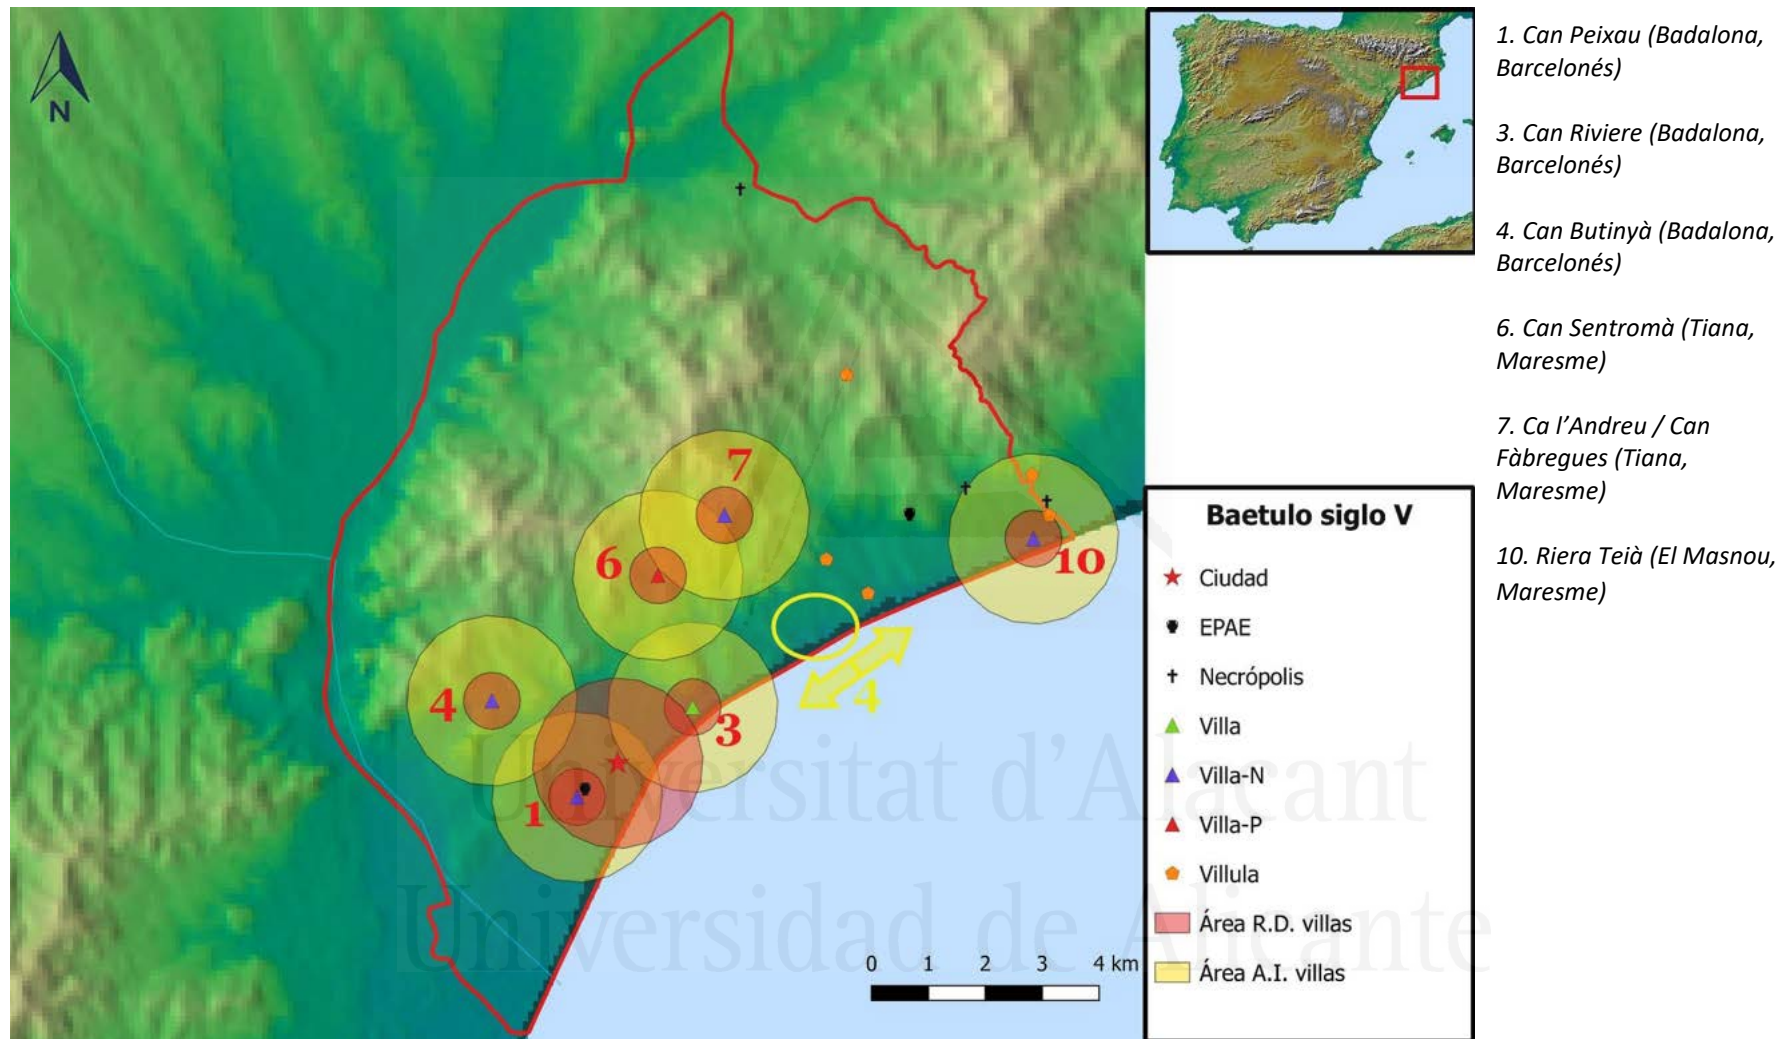 N
7
6
10
4
4
3
1
0 1 2 3 4 km
1. Can Peixau (Badalona,
Barcelonés)
3. Can Riviere (Badalona,
Barcelonés)
4. Can Butinyà (Badalona,
Barcelonés)
6. Can Sentromà (Tiana,
Maresme)
7. Ca l’Andreu / Can
Fàbregues (Tiana,
Maresme)
10. Riera Teià (El Masnou,
Maresme)
Baetulo siglo V
Ciudad
EPAE
Necrópolis
Villa
Villa-N
Villa-P
Villula
Área R.D. villas
Área A.I. villas
Universitat d’Alacant
Universidad de Alicante